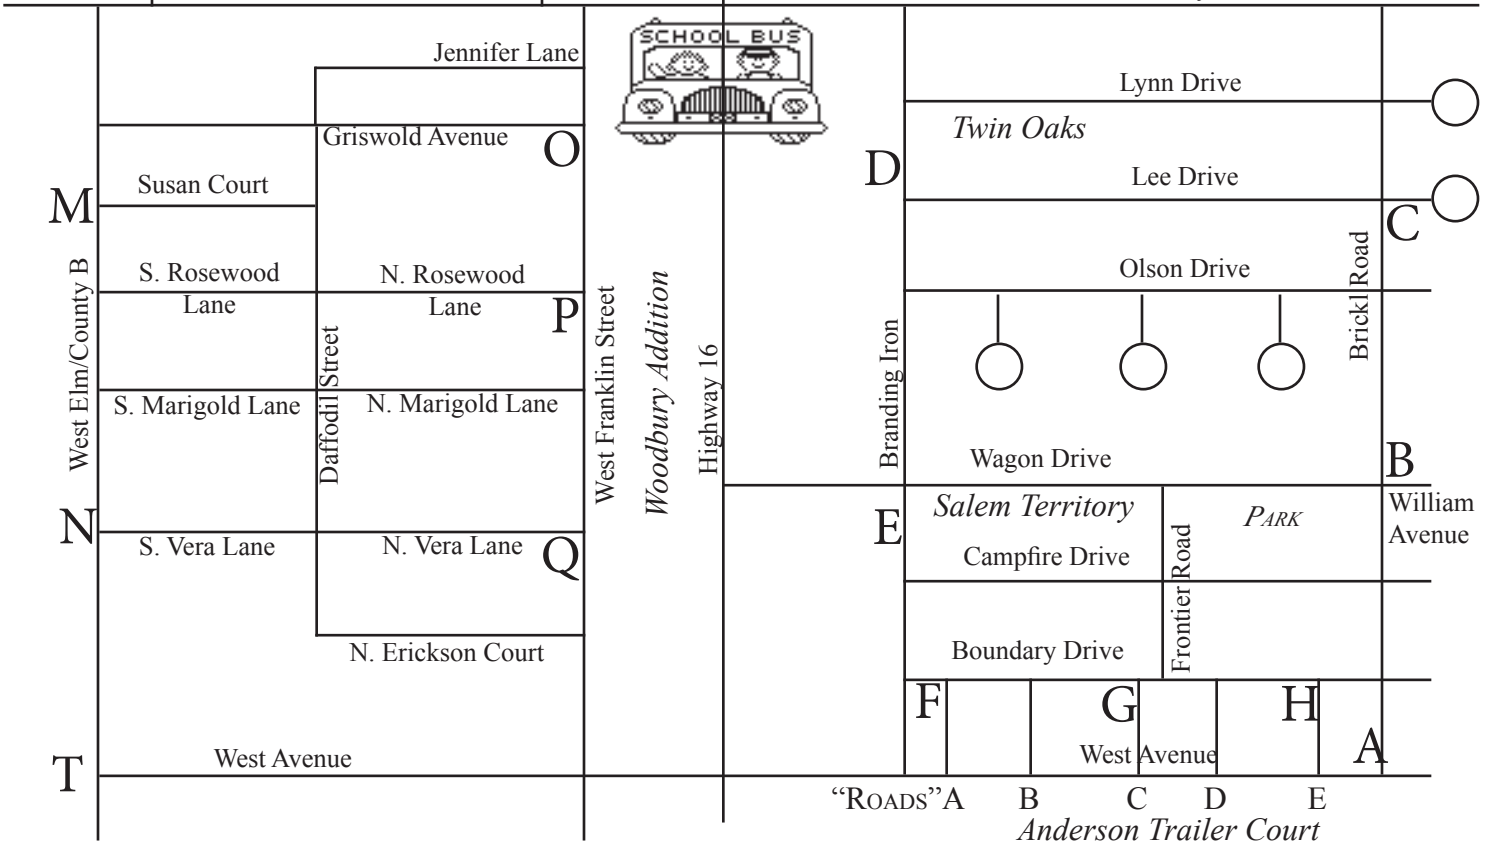 SCHOOL BUS
Jennifer Lane
Griswold Avenue
O
Susan Court
M
S. Rosewood
Lane
N. Rosewood
Lane
P
West Elm/County B
Daffodil Street
West Franklin Street
Woodbury Addition
Highway 16
S. Marigold Lane
N. Marigold Lane
N
S. Vera Lane
N. Vera Lane
Q
N. Erickson Court
T
West Avenue
Lynn Drive
Twin Oaks
D
Lee Drive
C
Olson Drive
Brickl Road
Branding Iron
Wagon Drive
B
William
Avenue
Salem Territory
PARK
E
Campfire Drive
Frontier Road
Boundary Drive
F
G
H
A
West Avenue
“ROADS”A
B
C
D
E
Anderson Trailer Court